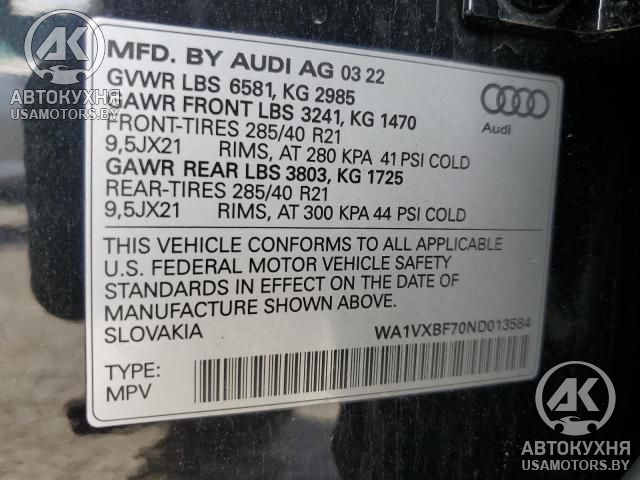 MFD. BY AUDI AG 03 22
GVWR LBS 6581, KG 2985
GAWR FRONT LBS 3241, KG 1470
FRONT-TIRES 285/40 R21
9,5JX21 RIMS, AT 280 KPA 41 PSI COLD
GAWR REAR LBS 3803, KG 1725
REAR-TIRES 285/40 R21
9,5JX21 RIMS, AT 300 KPA 44 PSI COLD
Audi
THIS VEHICLE CONFORMS TO ALL APPLICABLE
U.S. FEDERAL MOTOR VEHICLE SAFETY
STANDARDS IN EFFECT ON THE DATE OF
MANUFACTURE SHOWN ABOVE.
SLOVAKIA WA1VXBF70ND013584
TYPE:
MPV
АК
АВТОКУХНЯ
USAMOTORS.BY
АК
АВТОКУХНЯ
USAMOTORS.BY